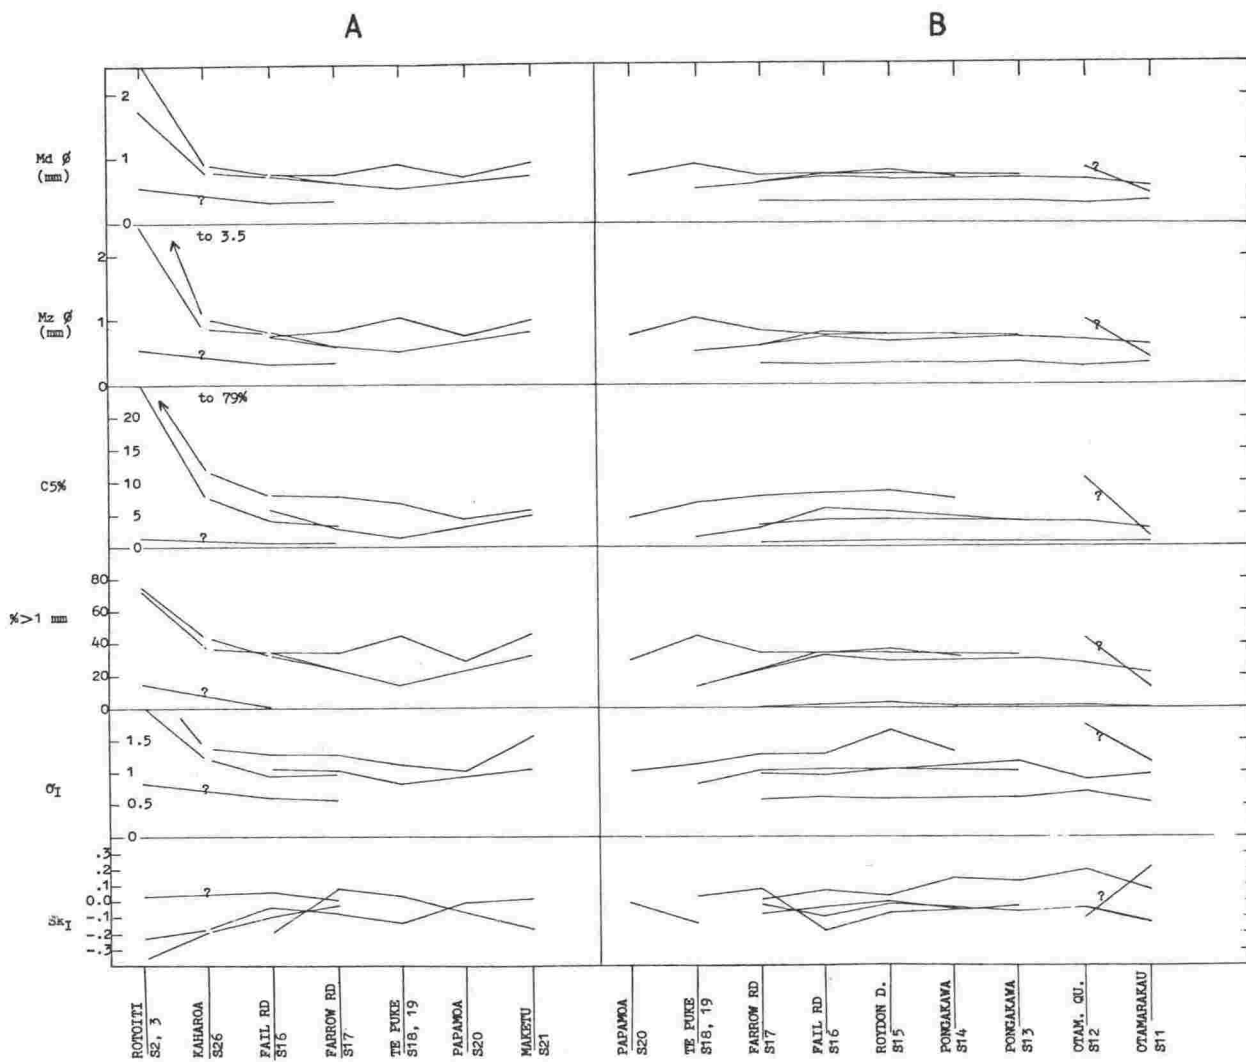 A B
2
Md Ø
(mm)
1
?
?
0
to 3.5
2
Mz Ø
(mm)
1
?
?
0
to 79%
20
15
C5%
10
?
5
?
0
80
%>1 mm
60
40
?
20
?
0
1.5
?
σI
1
?
0.5
0
.3
.2
.1
?
?
0.0
SkI
-.1
-.2
-.3
ROTOITI
S2, 3
KAHAROA
S26
FAIL RD
S16
FARROW RD
S17
TE PUKE
S18, 19
PAPAMOA
S20
MAKETU
S21
PAPAMOA
S20
TE PUKE
S18, 19
FARROW RD
S17
FAIL RD
S16
ROYDON D.
S15
PONGAKAWA
S14
PONGAKAWA
S13
OTAM. QU.
S12
OTAMARAKAU
S11